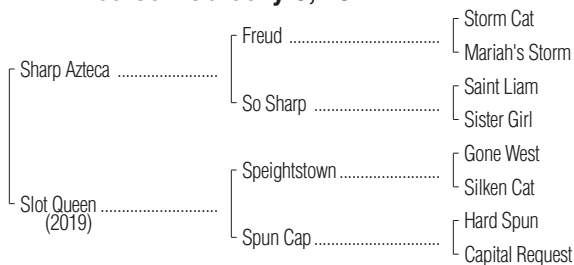 Storm Cat
Freud
Mariah's Storm
Sharp Azteca
Saint Liam
So Sharp
Sister Girl
Gone West
Speightstown
Silken Cat
Slot Queen
(2019)
Hard Spun
Spun Cap
Capital Request